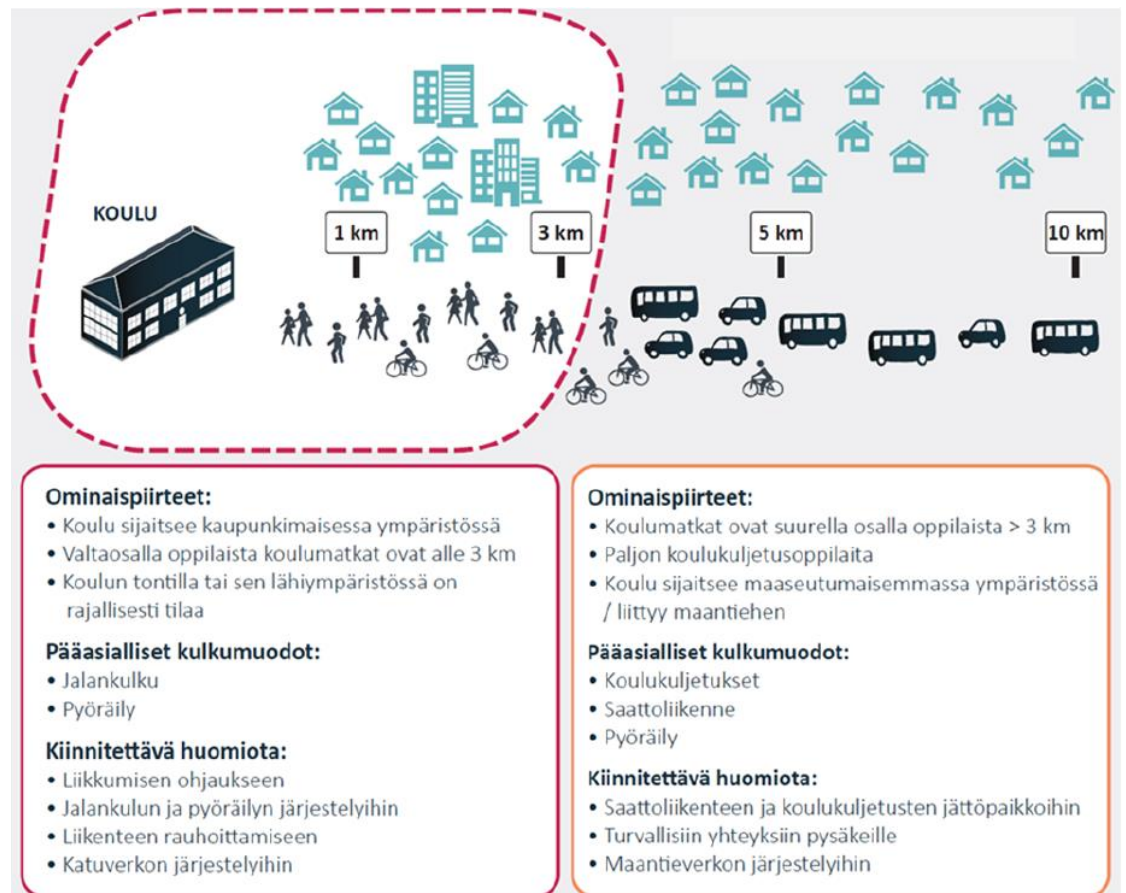 KOULU
1 km
3 km
5 km
10 km
Ominaispiirteet:
• Koulu sijaitsee kaupunkimaisessa ympäristössä
• Valtaosalla oppilaista koulumatkat ovat alle 3 km
• Koulun tontilla tai sen lähiympäristössä on
rajallisesti tilaa
Pääasialliset kulkumuodot:
• Jalankulku
• Pyöräily
Kiinnitettävä huomiota:
• Liikkumisen ohjaukseen
• Jalankulun ja pyöräilyn järjestelyihin
• Liikenteen rauhoittamiseen
• Katuverkon järjestelyihin
Ominaispiirteet:
• Koulumatkat ovat suurella osalla oppilaista > 3 km
• Paljon koulukuljetusoppilaita
• Koulu sijaitsee maaseutumaisemmassa ympäristössä
/ liittyy maantiehen
Pääasialliset kulkumuodot:
• Koulukuljetukset
• Saattoliikenne
• Pyöräily
Kiinnitettävä huomiota:
• Saattoliikenteen ja koulukuljetusten jättöpaikkoihin
• Turvallisiin yhteyksiin pysäkeille
• Maantieverkon järjestelyihin